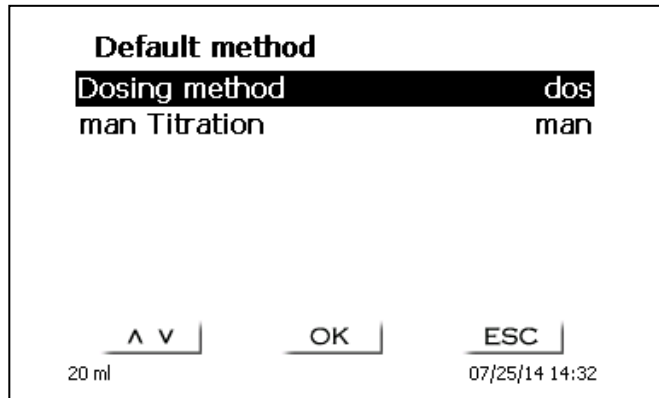 Default method
Dosing method dos
man Titration man
∧ ∨ OK ESC
20 ml 07/25/14 14:32